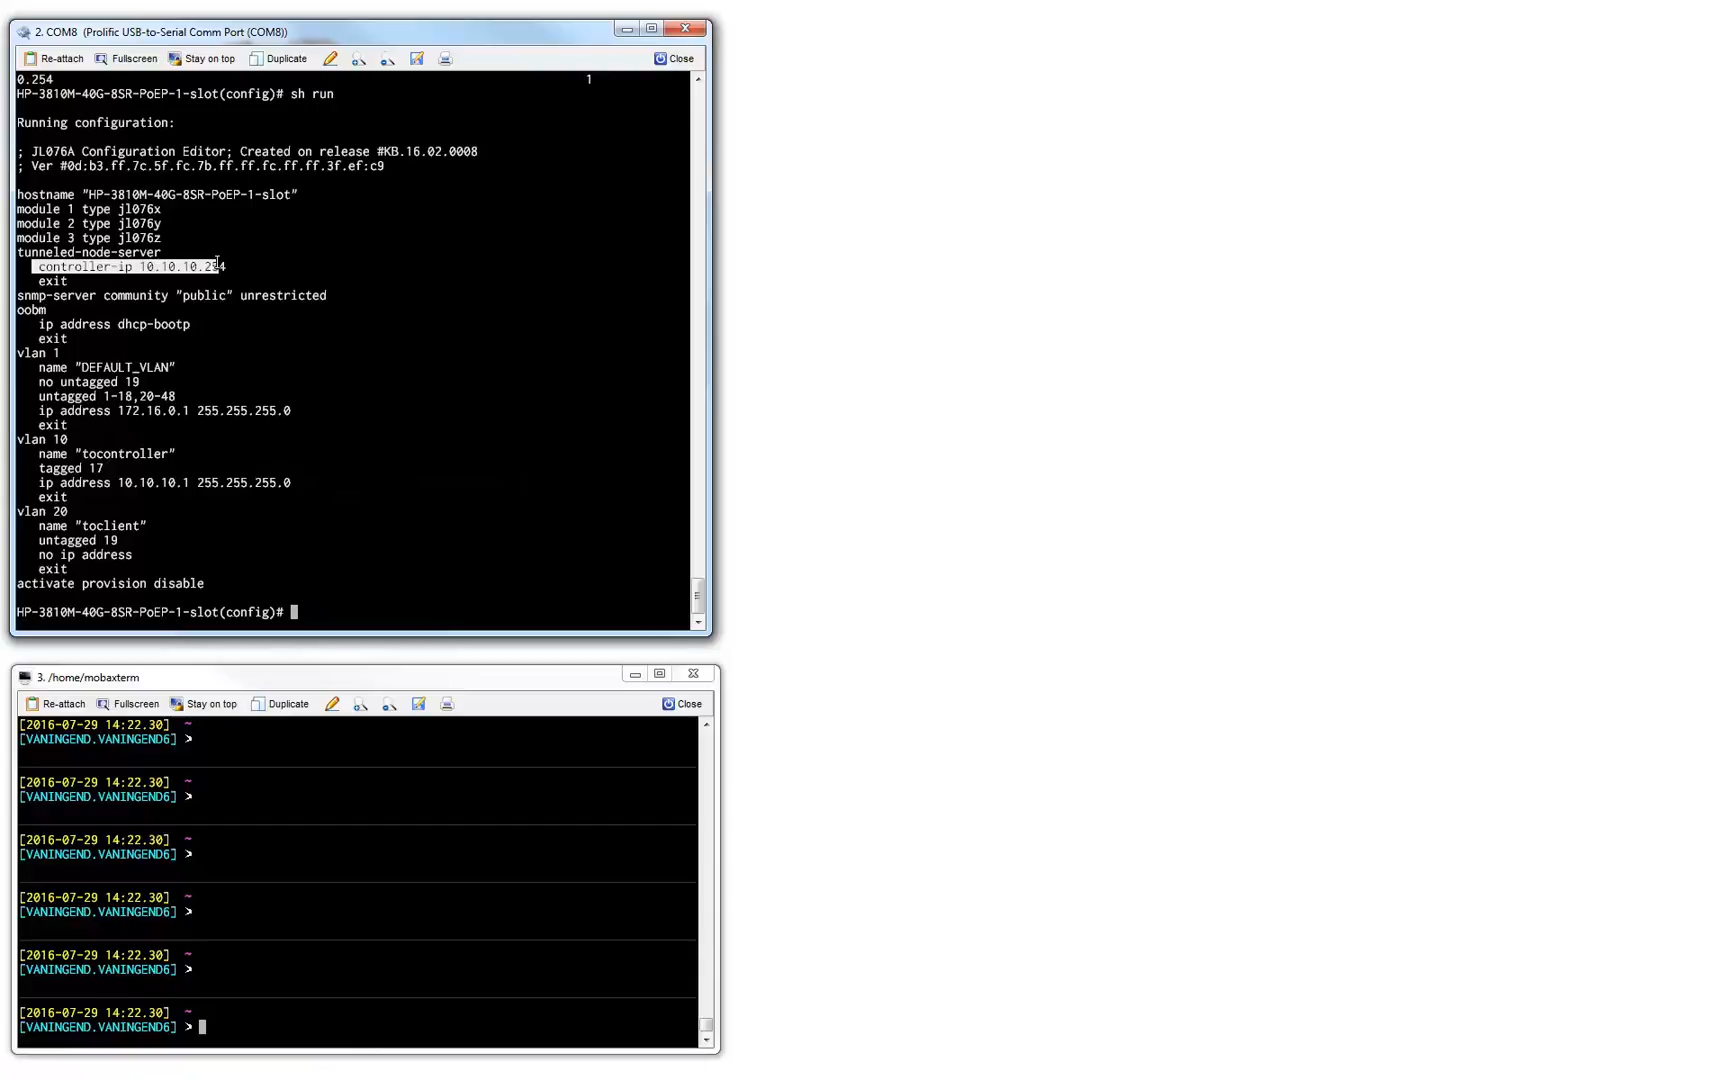 2. COM8 (Prolific USB-to-Serial Comm Port (COM8))
Re-attach Fullscreen Stay on top Duplicate Close
0.254 1
HP-3810M-40G-8SR-PoEP-1-slot(config)# sh run
Running configuration:
; JL076A Configuration Editor; Created on release #KB.16.02.0008
; Ver #0d:b3.ff.7c.5f.fc.7b.ff.ff.fc.ff.ff.3f.ef:c9
hostname "HP-3810M-40G-8SR-PoEP-1-slot"
module 1 type jl076x
module 2 type jl076y
module 3 type jl076z
tunneled-node-server
controller-ip 10.10.10.254
exit
snmp-server community "public" unrestricted
oobm
ip address dhcp-bootp
exit
vlan 1
name "DEFAULT_VLAN"
no untagged 19
untagged 1-18,20-48
ip address 172.16.0.1 255.255.255.0
exit
vlan 10
name "tocontroller"
tagged 17
ip address 10.10.10.1 255.255.255.0
exit
vlan 20
name "toclient"
untagged 19
no ip address
exit
activate provision disable
HP-3810M-40G-8SR-PoEP-1-slot(config)#
3. /home/mobaxterm
Re-attach Fullscreen Stay on top Duplicate Close
[2016-07-29 14:22.30] ~
[VANINGEND.VANINGEND6] >
[2016-07-29 14:22.30] ~
[VANINGEND.VANINGEND6] >
[2016-07-29 14:22.30] ~
[VANINGEND.VANINGEND6] >
[2016-07-29 14:22.30] ~
[VANINGEND.VANINGEND6] >
[2016-07-29 14:22.30] ~
[VANINGEND.VANINGEND6] >
[2016-07-29 14:22.30] ~
[VANINGEND.VANINGEND6] >